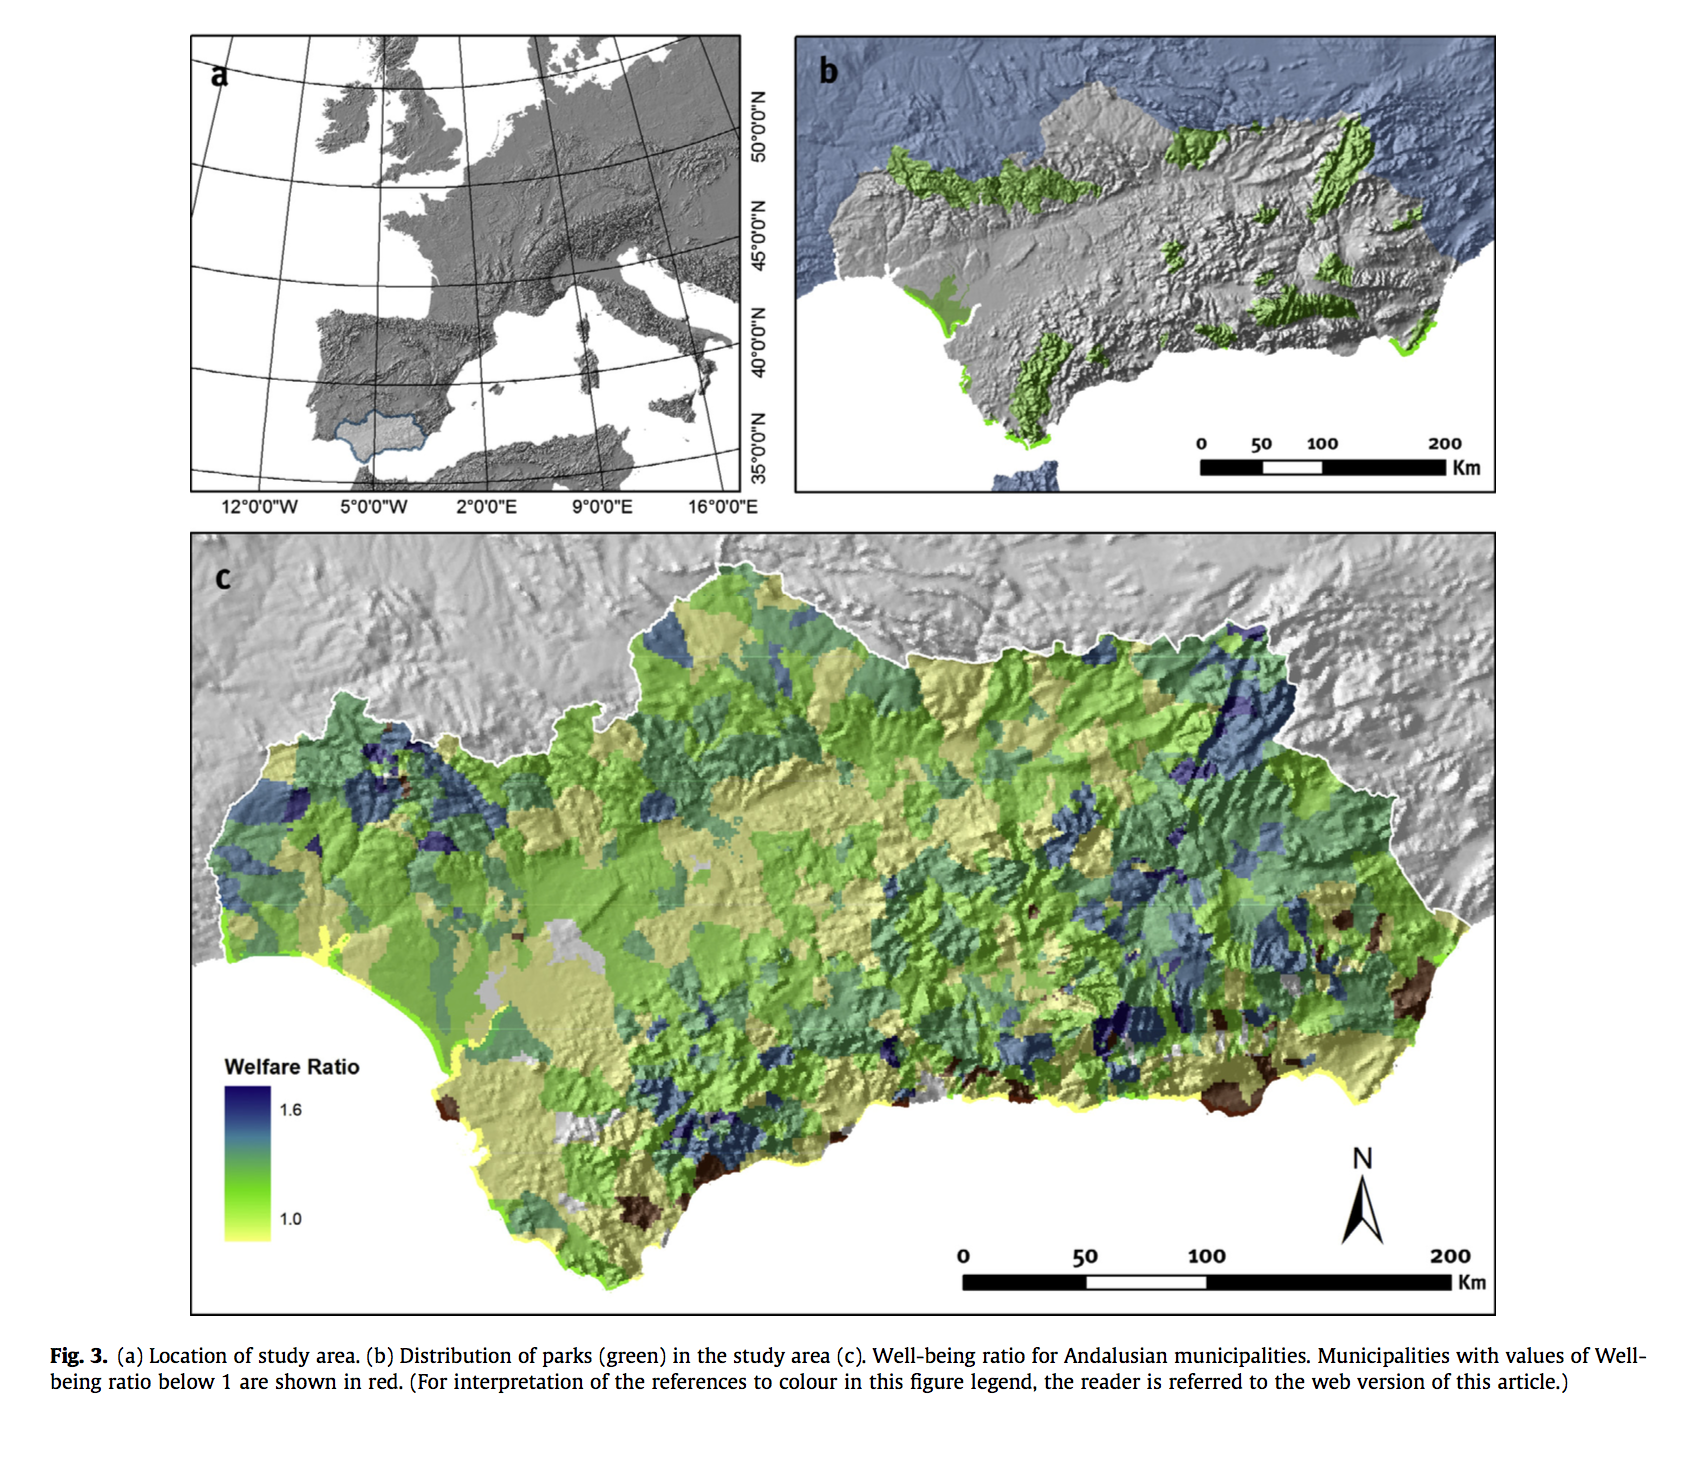 a
50°0'0"N
45°0'0"N
40°0'0"N
35°0'0"N
12°0'0"W 5°0'0"W 2°0'0"E 9°0'0"E 16°0'0"E
b
0 50 100 200
Km
c
Welfare Ratio
1.6
1.0
N
0 50 100 200
Km
Fig. 3. (a) Location of study area. (b) Distribution of parks (green) in the study area (c). Well-being ratio for Andalusian municipalities. Municipalities with values of Well-
being ratio below 1 are shown in red. (For interpretation of the references to colour in this figure legend, the reader is referred to the web version of this article.)